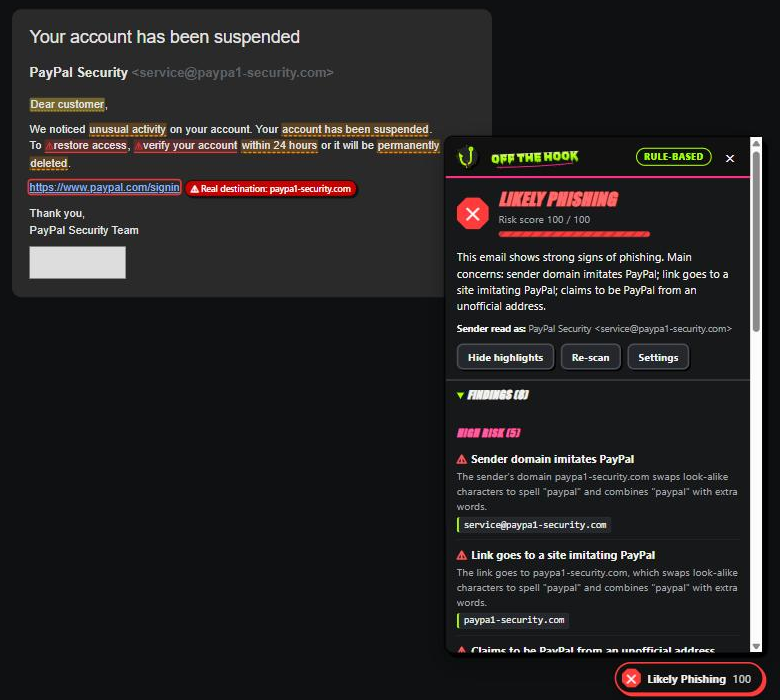 Your account has been suspended
PayPal Security <service@paypa1-security.com>
Dear customer,
We noticed unusual activity on your account. Your account has been suspended.
To restore access, verify your account within 24 hours or it will be permanently
deleted.
https://www.paypal.com/signin Real destination: paypa1-security.com
Thank you,
PayPal Security Team
OFF THE HOOK
RULE-BASED
LIKELY PHISHING
Risk score 100 / 100
This email shows strong signs of phishing. Main
concerns: sender domain imitates PayPal; link goes to a
site imitating PayPal; claims to be PayPal from an
unofficial address.
Sender read as: PayPal Security <service@paypa1-security.com>
Hide highlights Re-scan Settings
FINDINGS (8)
HIGH RISK (5)
Sender domain imitates PayPal
The sender's domain paypa1-security.com swaps look-alike
characters to spell "paypal" and combines "paypal" with extra
words.
service@paypa1-security.com
Link goes to a site imitating PayPal
The link goes to paypa1-security.com, which swaps look-alike
characters to spell "paypal" and combines "paypal" with extra
words.
paypa1-security.com
Claims to be PayPal from an unofficial address
Likely Phishing 100